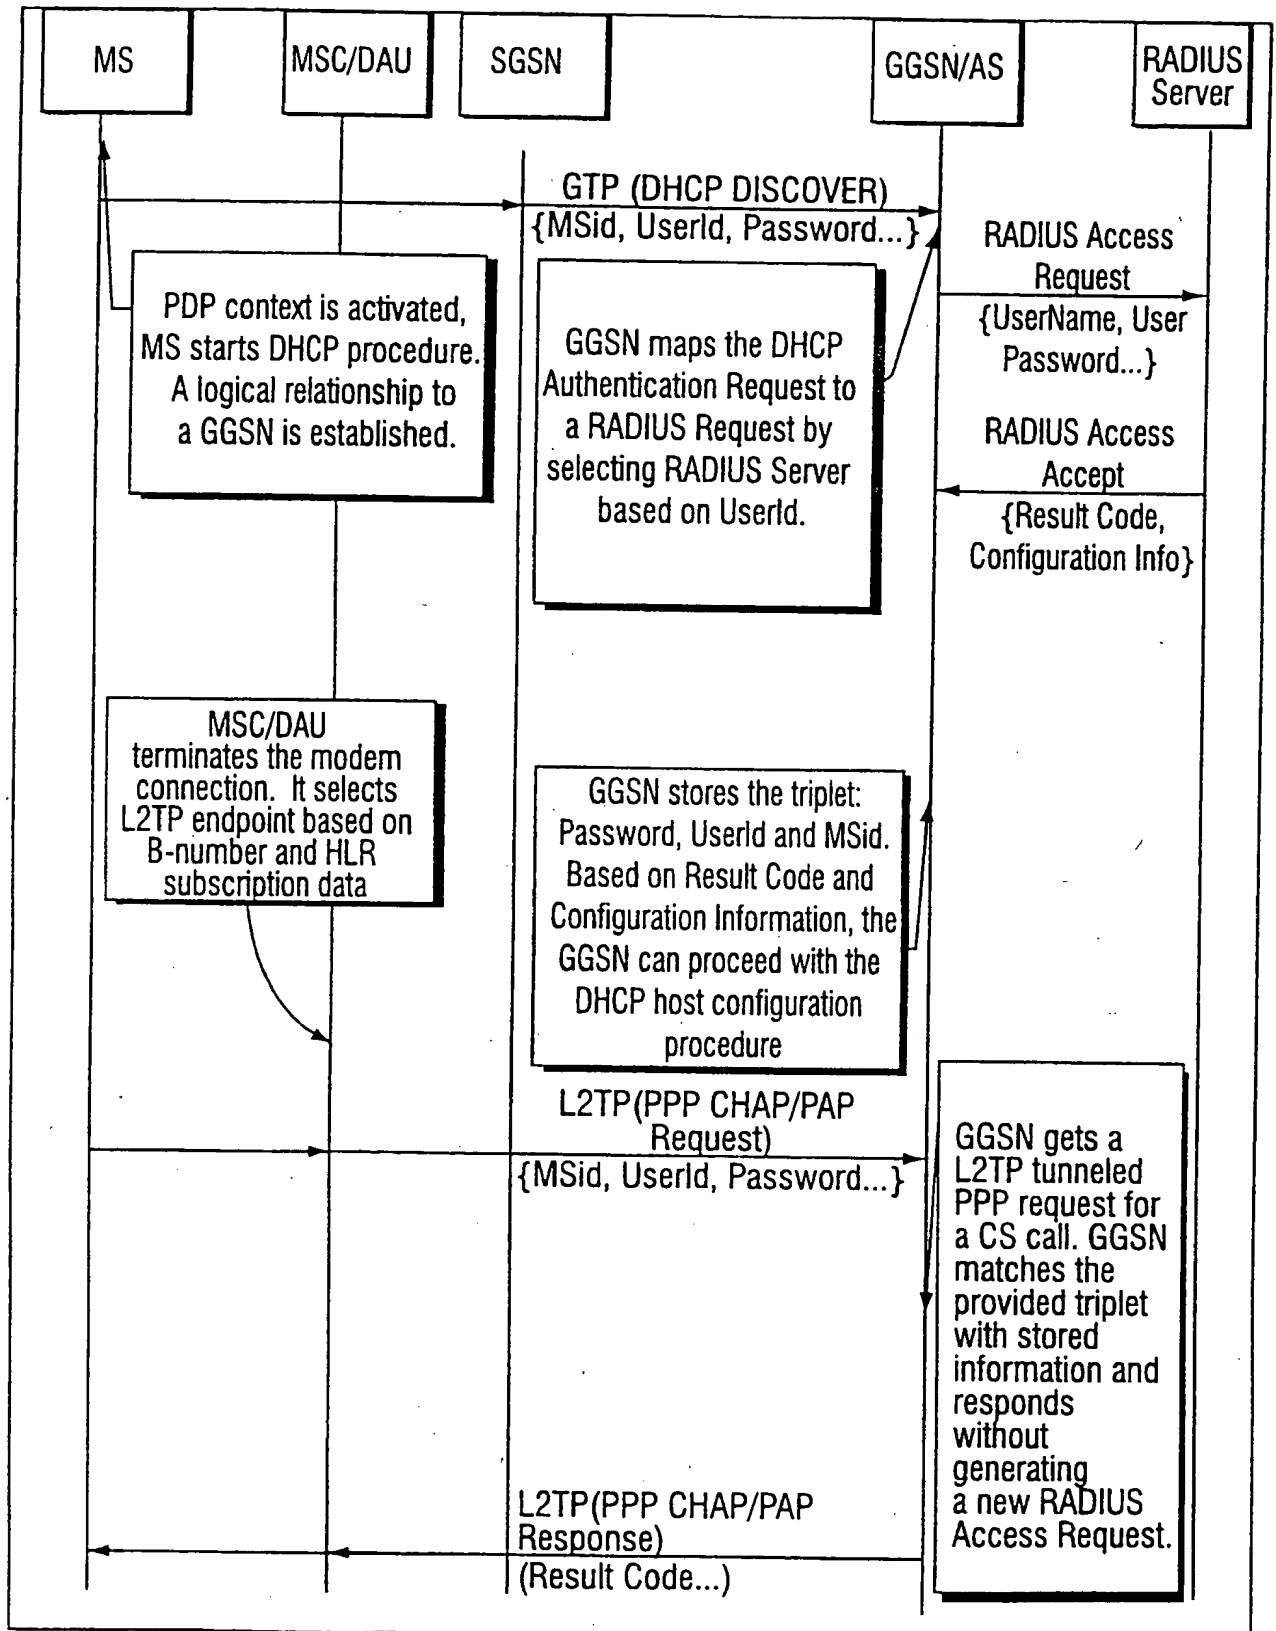 MS
MSC/DAU
SGSN
GGSN/AS
RADIUS
Server
GTP (DHCP DISCOVER)
{MSid, UserId, Password...}
RADIUS Access
Request
{UserName, User
Password...}
PDP context is activated,
MS starts DHCP procedure.
A logical relationship to
a GGSN is established.
GGSN maps the DHCP
Authentication Request to
a RADIUS Request by
selecting RADIUS Server
based on UserId.
RADIUS Access
Accept
{Result Code,
Configuration Info}
MSC/DAU
terminates the modem
connection. It selects
L2TP endpoint based on
B-number and HLR
subscription data
GGSN stores the triplet:
Password, UserId and MSid.
Based on Result Code and
Configuration Information, the
GGSN can proceed with the
DHCP host configuration
procedure
L2TP(PPP CHAP/PAP
Request)
{MSid, UserId, Password...}
GGSN gets a
L2TP tunneled
PPP request for
a CS call. GGSN
matches the
provided triplet
with stored
information and
responds
without
generating
a new RADIUS
Access Request.
L2TP(PPP CHAP/PAP
Response)
(Result Code...)